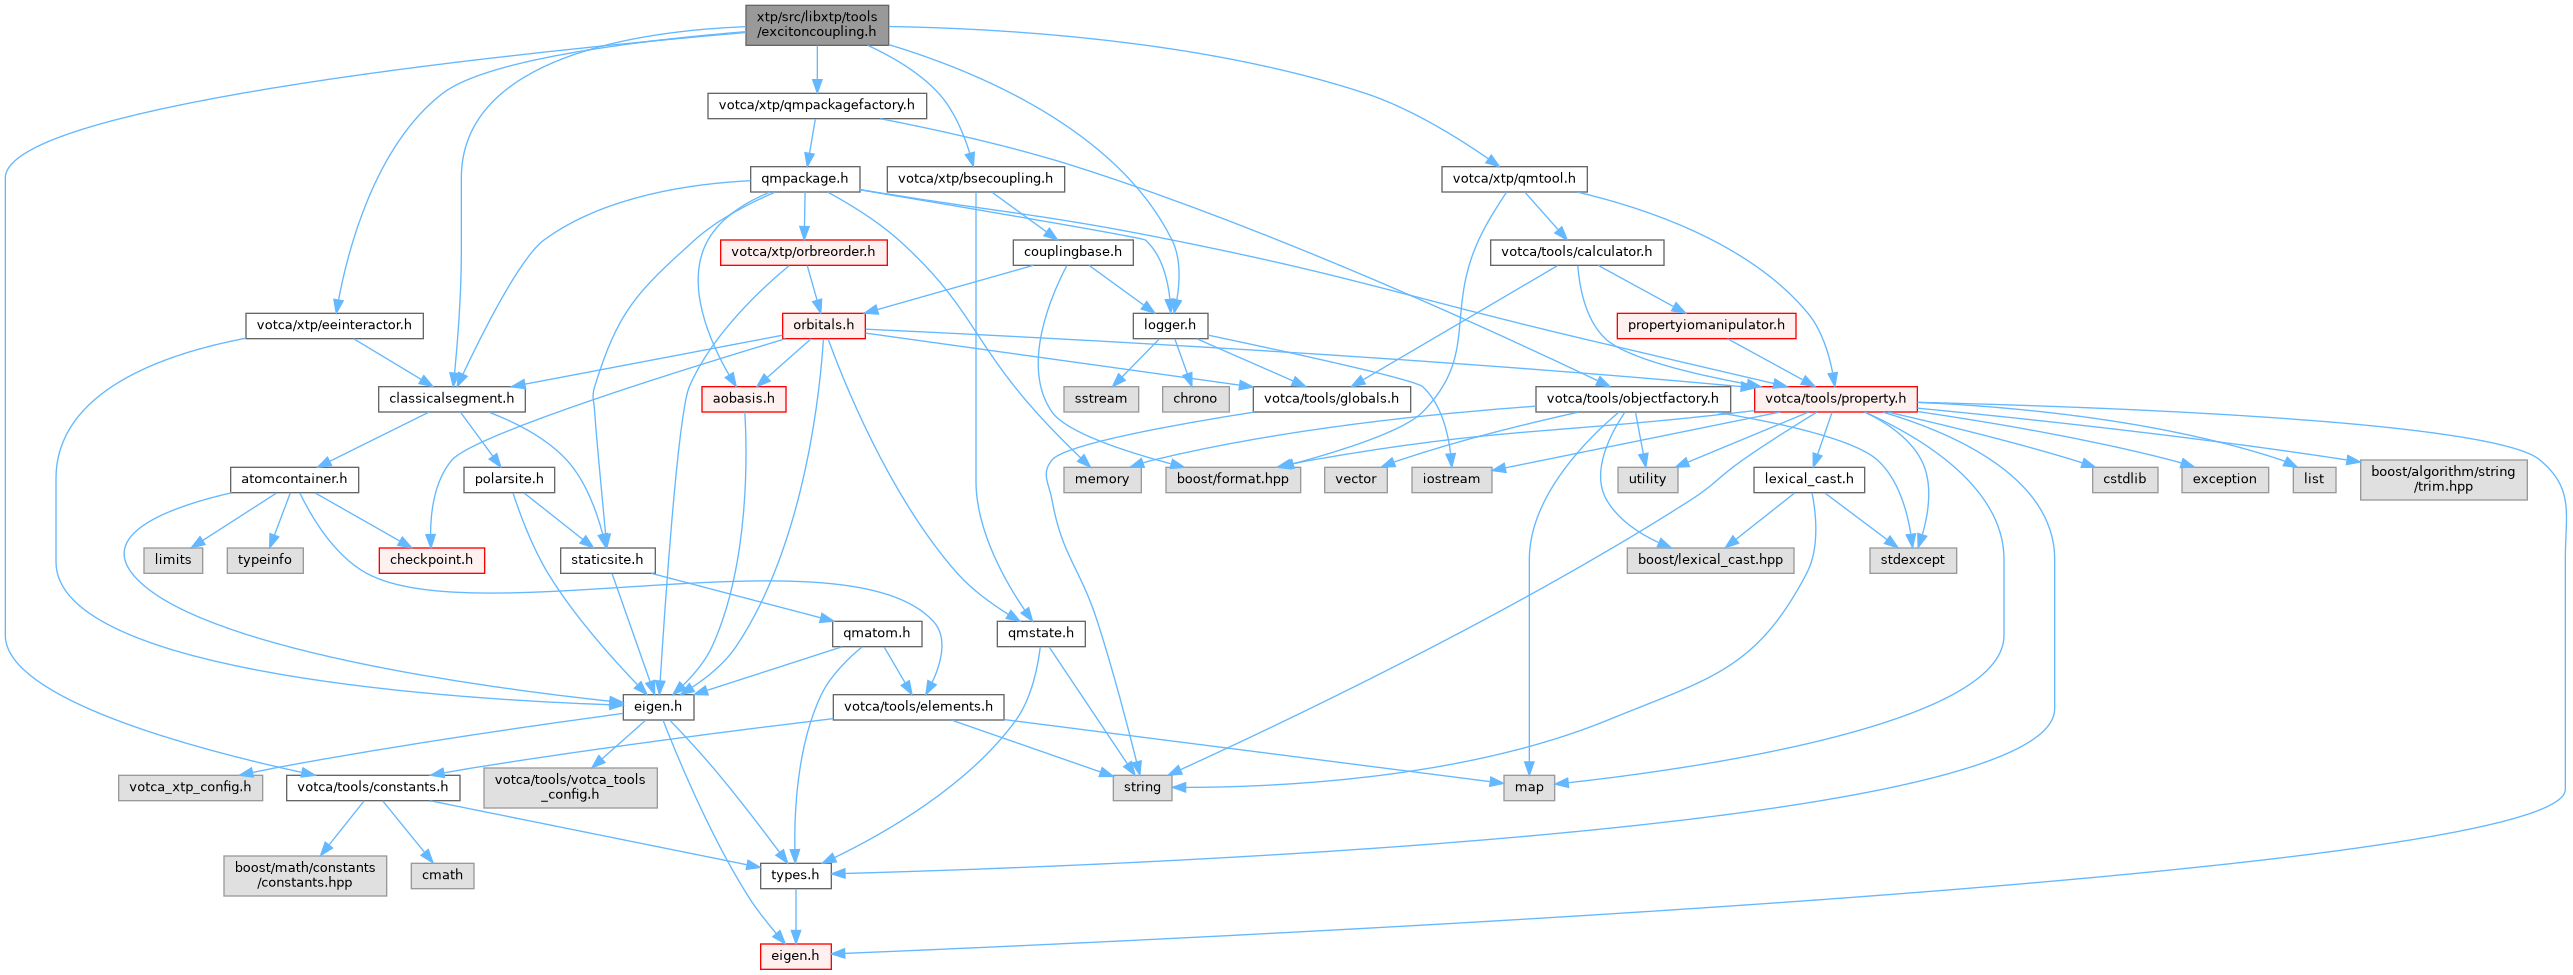 xtp/src/libxtp/tools
/excitoncoupling.h
votca/xtp/qmpackagefactory.h
qmpackage.h
votca/xtp/bsecoupling.h
votca/xtp/qmtool.h
votca/xtp/orbreorder.h
couplingbase.h
votca/tools/calculator.h
votca/xtp/eeinteractor.h
orbitals.h
logger.h
propertyiomanipulator.h
classicalsegment.h
aobasis.h
sstream
chrono
votca/tools/globals.h
votca/tools/objectfactory.h
votca/tools/property.h
atomcontainer.h
polarsite.h
memory
boost/format.hpp
vector
iostream
utility
lexical_cast.h
cstdlib
exception
list
boost/algorithm/string
/trim.hpp
limits
typeinfo
checkpoint.h
staticsite.h
boost/lexical_cast.hpp
stdexcept
qmatom.h
qmstate.h
eigen.h
votca/tools/elements.h
votca_xtp_config.h
votca/tools/constants.h
votca/tools/votca_tools
_config.h
string
map
boost/math/constants
/constants.hpp
cmath
types.h
eigen.h